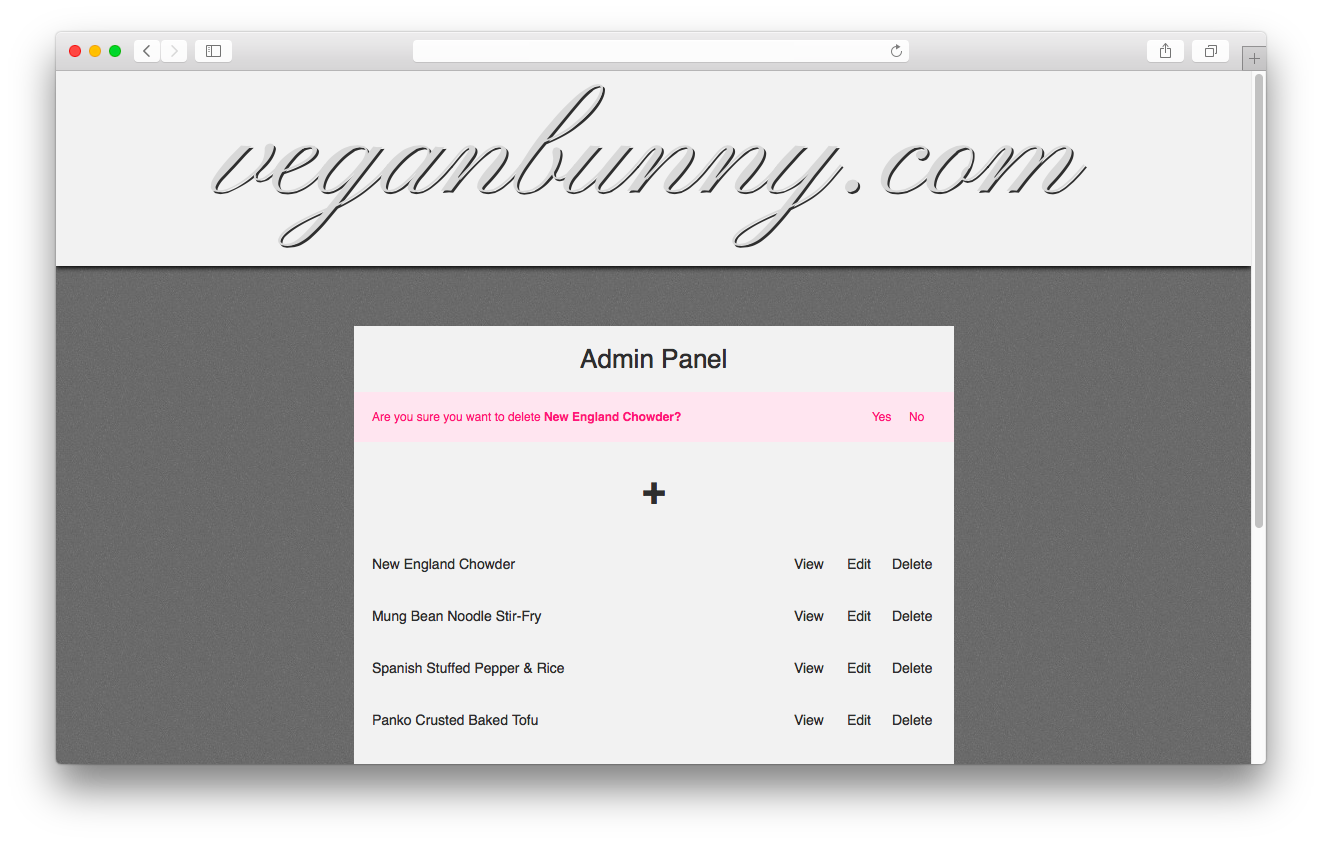 veganbunny.com
Admin Panel
Are you sure you want to delete New England Chowder? Yes No
+
New England Chowder View Edit Delete
Mung Bean Noodle Stir-Fry View Edit Delete
Spanish Stuffed Pepper & Rice View Edit Delete
Panko Crusted Baked Tofu View Edit Delete